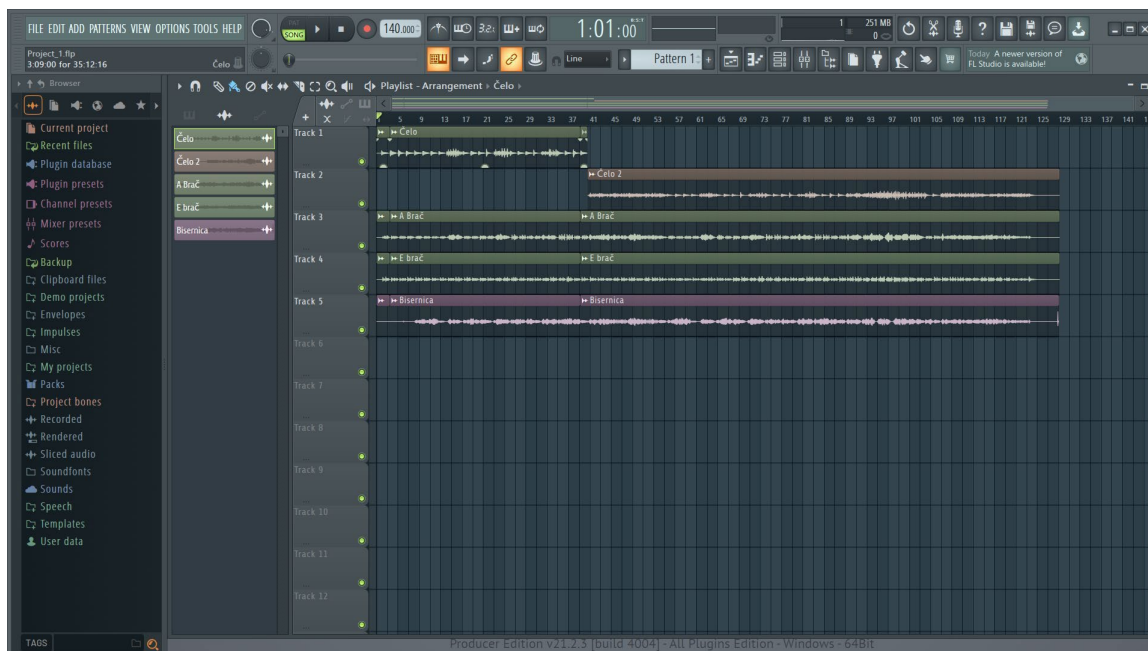 FILE EDIT ADD PATTERNS VIEW OPTIONS TOOLS HELP
PAT
SONG
140.000
3.2.1
1:01:00
B:S:T
1
251 MB
0
Project_1.flp
3:09:00 for 35:12:16
Čelo
Line
Pattern 1
Today A newer version of
FL Studio is available!
Browser
Playlist - Arrangement › Čelo ›
Current project
Recent files
Plugin database
Plugin presets
Channel presets
Mixer presets
Scores
Backup
Clipboard files
Demo projects
Envelopes
Impulses
Misc
My projects
Packs
Project bones
Recorded
Rendered
Sliced audio
Soundfonts
Sounds
Speech
Templates
User data
TAGS
Čelo
Čelo 2
A Brač
E brač
Bisernica
5 9 13 17 21 25 29 33 37 41 45 49 53 57 61 65 69 73 77 81 85 89 93 97 101 105 109 113 117 121 125 129 133 137 141
Track 1
Čelo
Track 2
Čelo 2
Track 3
A Brač
A Brač
Track 4
E brač
E brač
Track 5
Bisernica
Bisernica
Track 6
Track 7
Track 8
Track 9
Track 10
Track 11
Track 12
Producer Edition v21.2.3 [build 4004] - All Plugins Edition - Windows - 64Bit